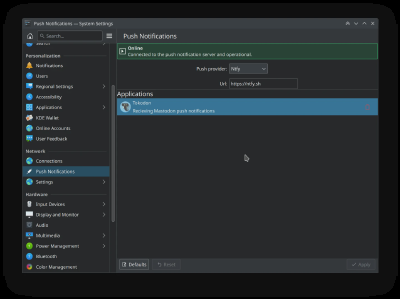 Push Notifications — System Settings
Search...
Push Notifications
Search
Online
Connected to the push notification server and operational.
Personalization
Notifications
Users
Regional Settings
Accessibility
Applications
KDE Wallet
Online Accounts
User Feedback
Network
Connections
Push Notifications
Settings
Hardware
Input Devices
Display and Monitor
Audio
Multimedia
Power Management
Bluetooth
Color Management
Push provider:
Ntfy
Url:
https://ntfy.sh
Applications
Tokodon
Receiving Mastodon push notifications
Defaults
Reset
Apply